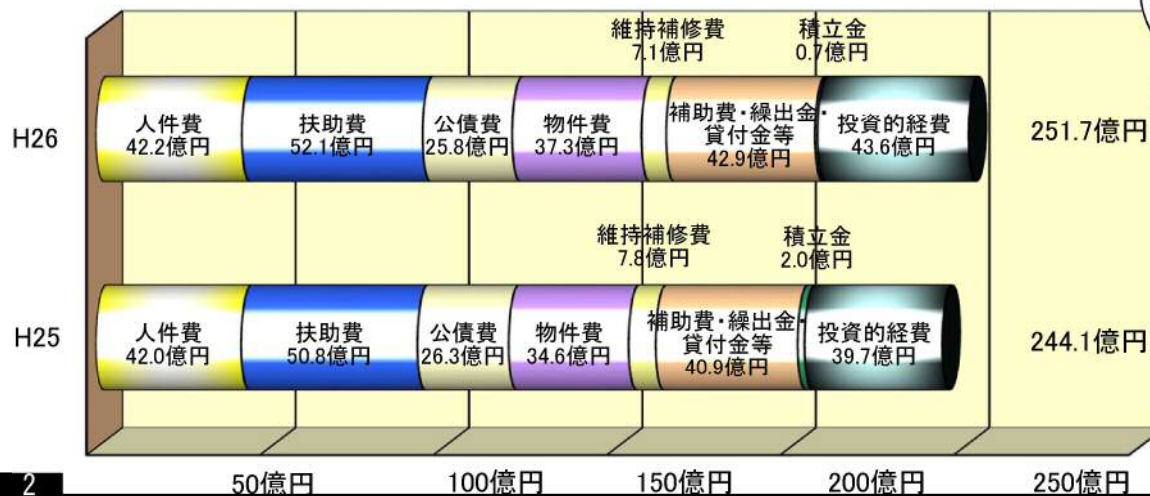 維持補修費
7.1億円
積立金
0.7億円
H26
人件費
42.2億円
扶助費
52.1億円
公債費
25.8億円
物件費
37.3億円
補助費・繰出金・
貸付金等
42.9億円
投資的経費
43.6億円
251.7億円
維持補修費
7.8億円
積立金
2.0億円
H25
人件費
42.0億円
扶助費
50.8億円
公債費
26.3億円
物件費
34.6億円
補助費・繰出金・
貸付金等
40.9億円
投資的経費
39.7億円
244.1億円
2
50億円
100億円
150億円
200億円
250億円